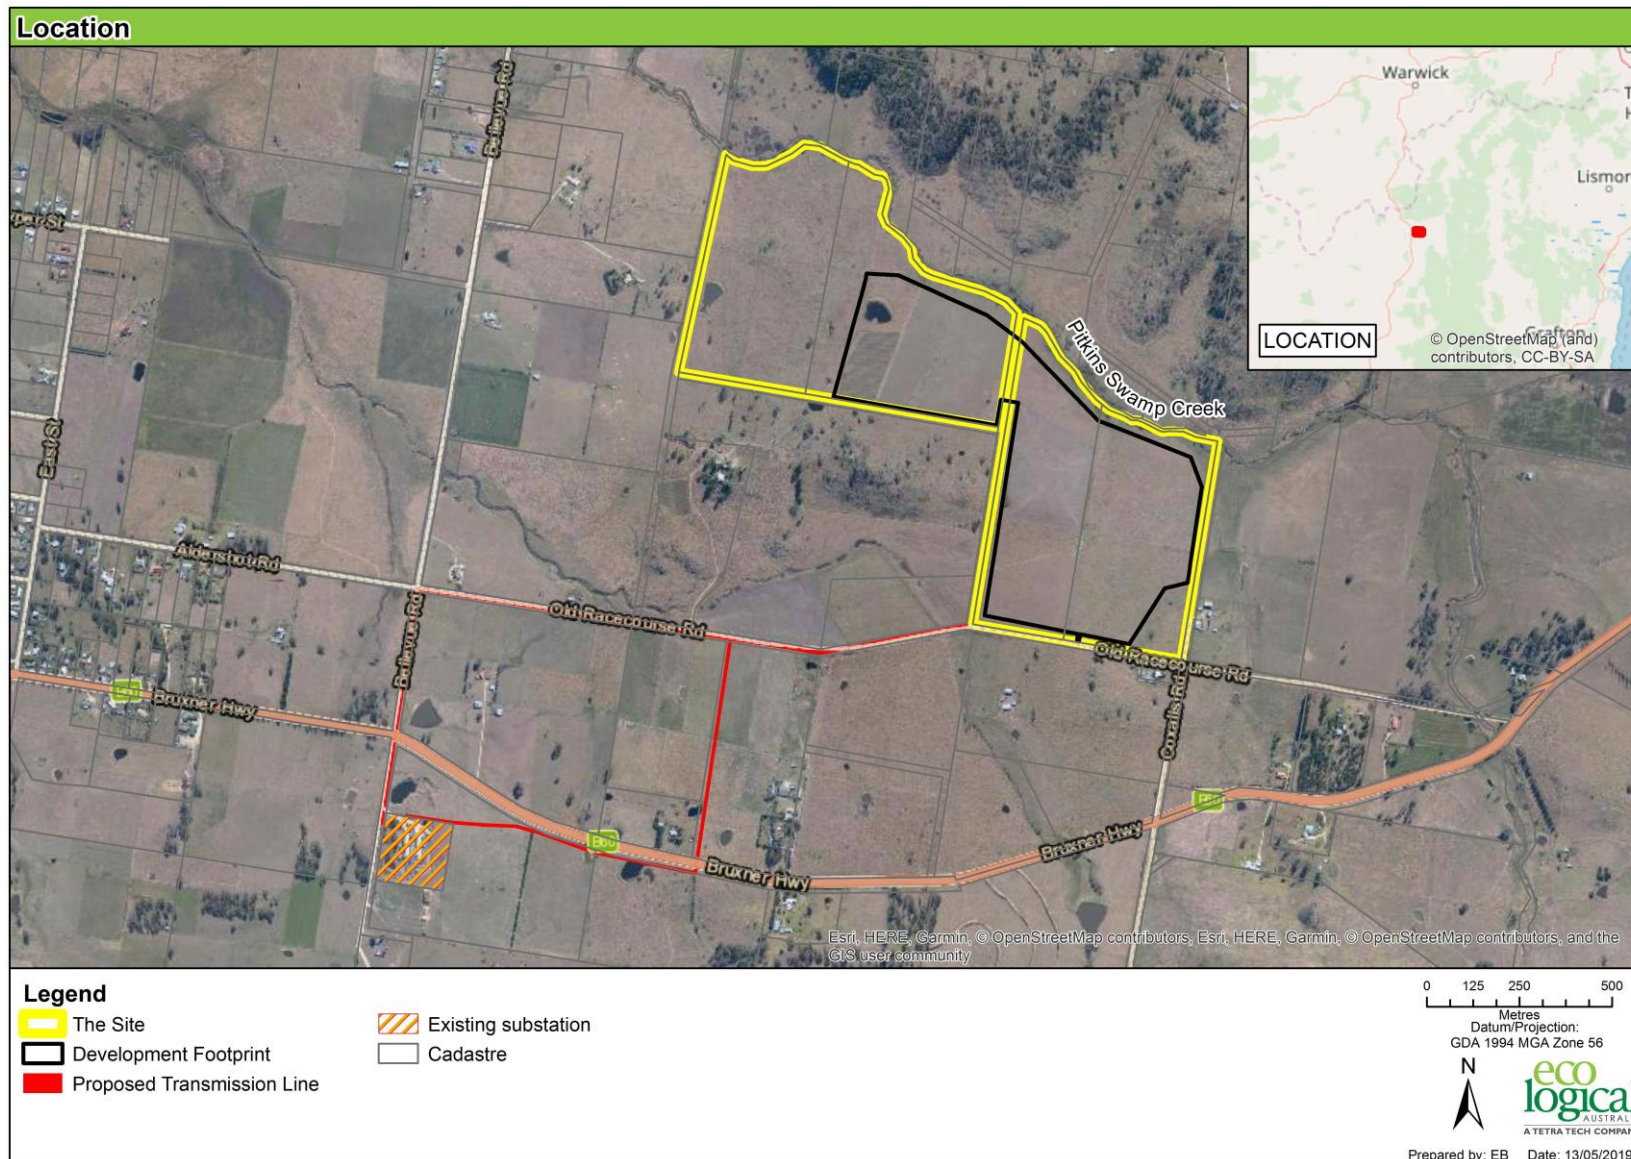 Location
Warwick
Lismor
Grafton
LOCATION
© OpenStreetMap (and)
contributors, CC-BY-SA
Bellevue Rd
East St
Pitkins Swamp Creek
Aldershot Rd
Bellevue Rd
Old Racecourse Rd
Old Racecourse Rd
Bruxner Hwy
Coxalls Rd
B60
Bruxner Hwy
Bruxner Hwy
Esri, HERE, Garmin, © OpenStreetMap contributors, Esri, HERE, Garmin, © OpenStreetMap contributors, and the
GIS user community
Legend
The Site
Development Footprint
Proposed Transmission Line
Existing substation
Cadastre
0 125 250 500
Metres
Datum/Projection:
GDA 1994 MGA Zone 56
N
eco
logical
AUSTRAL
A TETRA TECH COMPAN
Prepared by: EB Date: 13/05/2019